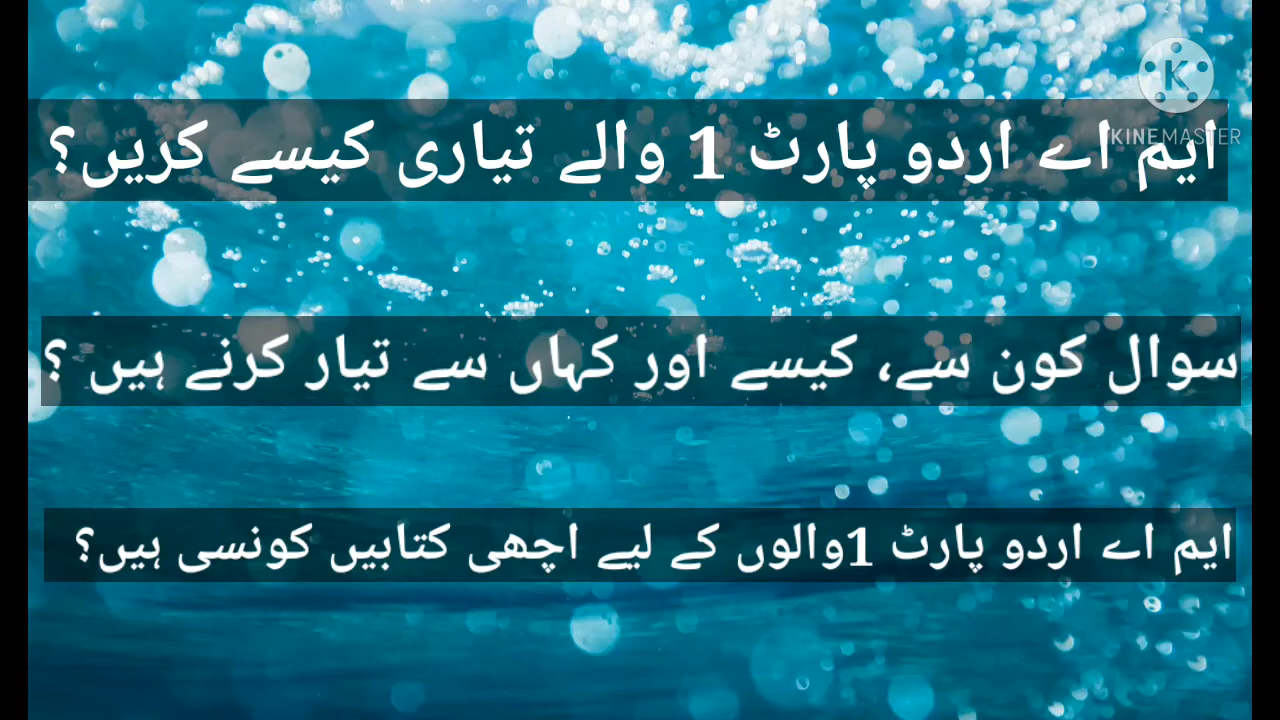 KINEMASTER
ایم اے اردو پارٹ 1 والے تیاری کیسے کریں؟
سوال کون سے، کیسے اور کہاں سے تیار کرنے ہیں ؟
ایم اے اردو پارٹ 1والوں کے لیے اچھی کتابیں کونسی ہیں؟